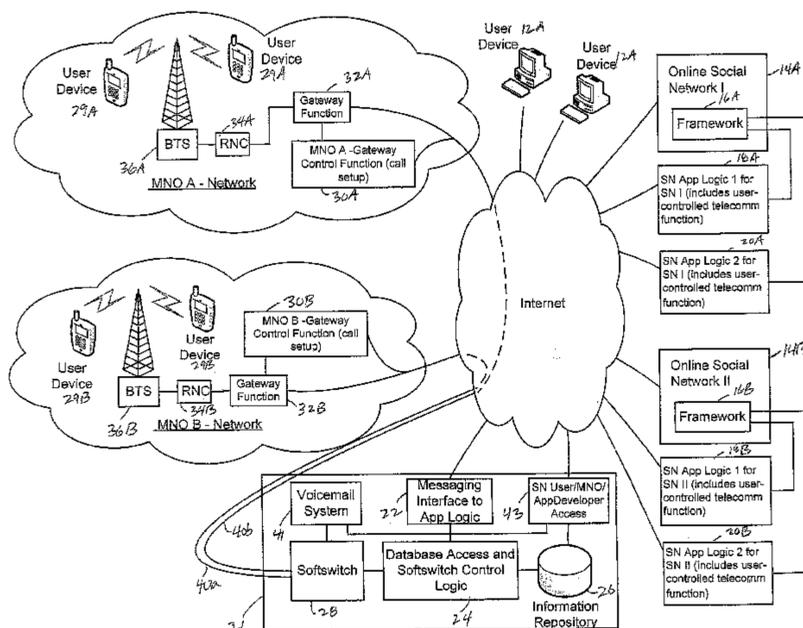 User
Device
29A
User
Device
29A
BTS
36A
34A
RNC
32A
Gateway
Function
MNO A -Gateway
Control Function (call
setup)
30A
MNO A - Network
User
Device
12A
User
Device
12A
Online Social
Network I
14A
16A
Framework
18A
SN App Logic 1 for
SN I (includes user-
controlled telecomm
function)
20A
SN App Logic 2 for
SN I (includes user-
controlled telecomm
function)
Internet
User
Device
29B
User
Device
29B
BTS
36B
RNC
34B
Gateway
Function
32B
30B
MNO B -Gateway
Control Function (call
setup)
MNO B - Network
Online Social
Network II
14B
16B
Framework
18B
SN App Logic 1 for
SN II (includes user-
controlled telecomm
function)
20B
SN App Logic 2 for
SN II (includes user-
controlled telecomm
function)
40b
40a
Voicemail
System
41
22
Messaging
Interface to
App Logic
43
SN User/MNO/
AppDeveloper
Access
Softswitch
28
Database Access and
Softswitch Control
Logic
24
26
Information
Repository